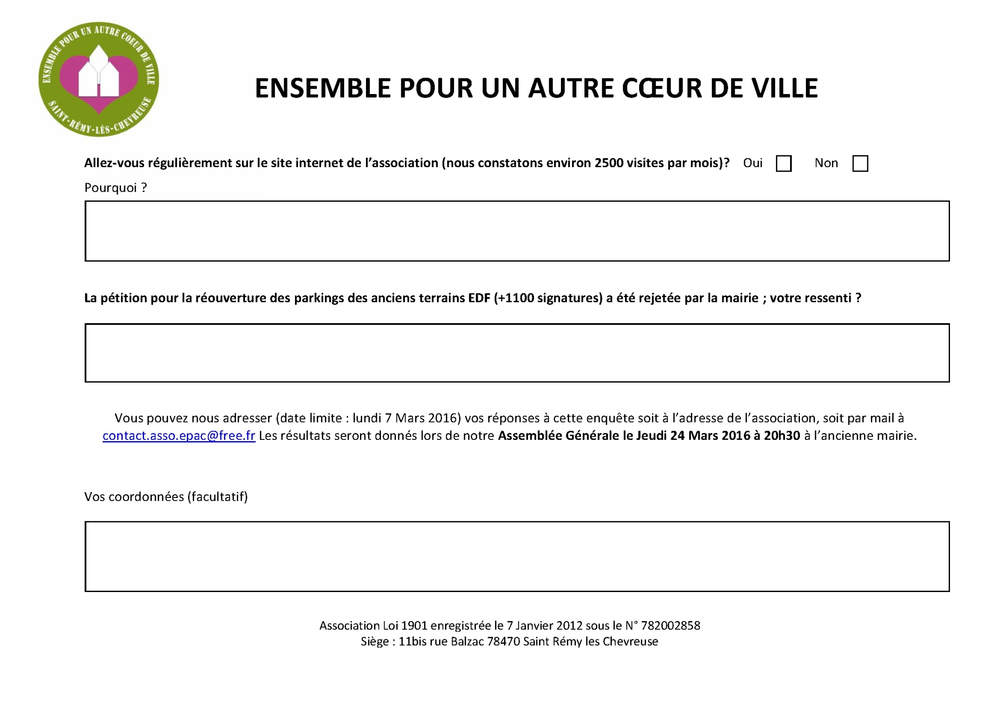 ENSEMBLE POUR UN AUTRE COEUR DE VILLE
SAINT-RÉMY-LÈS-CHEVREUSE
ENSEMBLE POUR UN AUTRE CŒUR DE VILLE
Allez-vous régulièrement sur le site internet de l’association (nous constatons environ 2500 visites par mois)? Oui Non
Pourquoi ?
La pétition pour la réouverture des parkings des anciens terrains EDF (+1100 signatures) a été rejetée par la mairie ; votre ressenti ?
Vous pouvez nous adresser (date limite : lundi 7 Mars 2016) vos réponses à cette enquête soit à l’adresse de l’association, soit par mail à
contact.asso.epac@free.fr Les résultats seront donnés lors de notre Assemblée Générale le Jeudi 24 Mars 2016 à 20h30 à l’ancienne mairie.
Vos coordonnées (facultatif)
Association Loi 1901 enregistrée le 7 Janvier 2012 sous le N° 782002858
Siège : 11bis rue Balzac 78470 Saint Rémy les Chevreuse